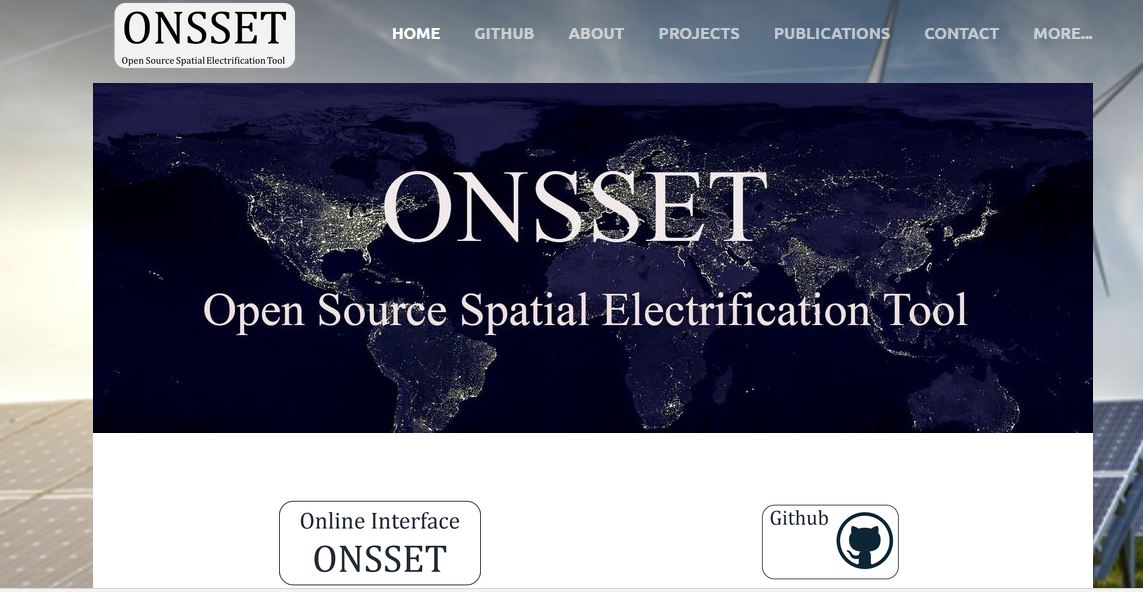 ONSSET
Open Source Spatial Electrification Tool
HOME GITHUB ABOUT PROJECTS PUBLICATIONS CONTACT MORE...
ONSSET
Open Source Spatial Electrification Tool
Online Interface
ONSSET
Github